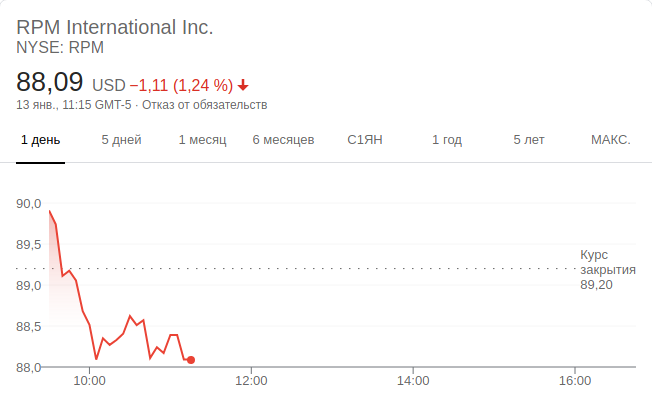 RPM International Inc.
NYSE: RPM
88,09 USD −1,11 (1,24 %)
13 янв., 11:15 GMT-5 · Отказ от обязательств
1 день 5 дней 1 месяц 6 месяцев С1ЯН 1 год 5 лет МАКС.
90,0
89,5
Курс
закрытия
89,20
89,0
88,5
88,0
10:00 12:00 14:00 16:00